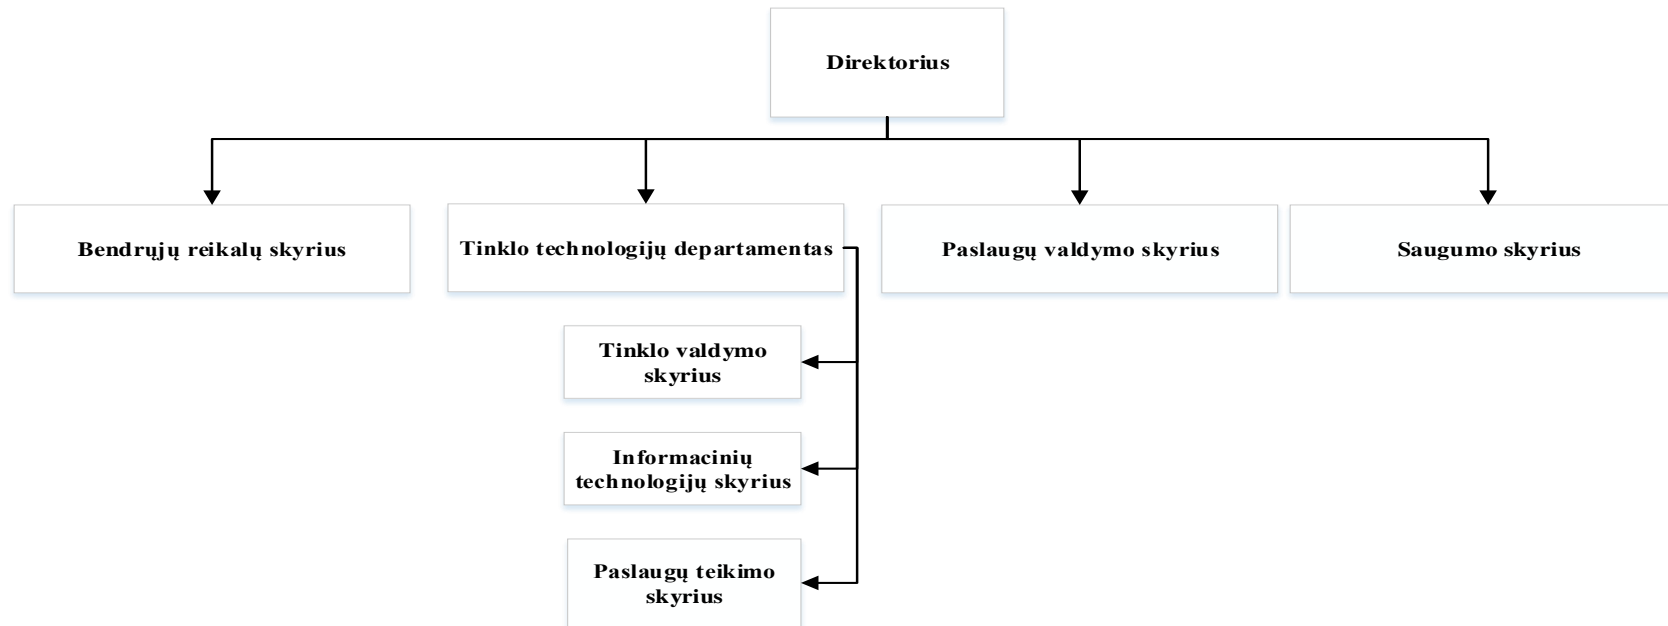 Direktorius
Bendrųjų reikalų skyrius
Tinklo technologijų departamentas
Paslaugų valdymo skyrius
Saugumo skyrius
Tinklo valdymo
skyrius
Informacinių
technologijų skyrius
Paslaugų teikimo
skyrius